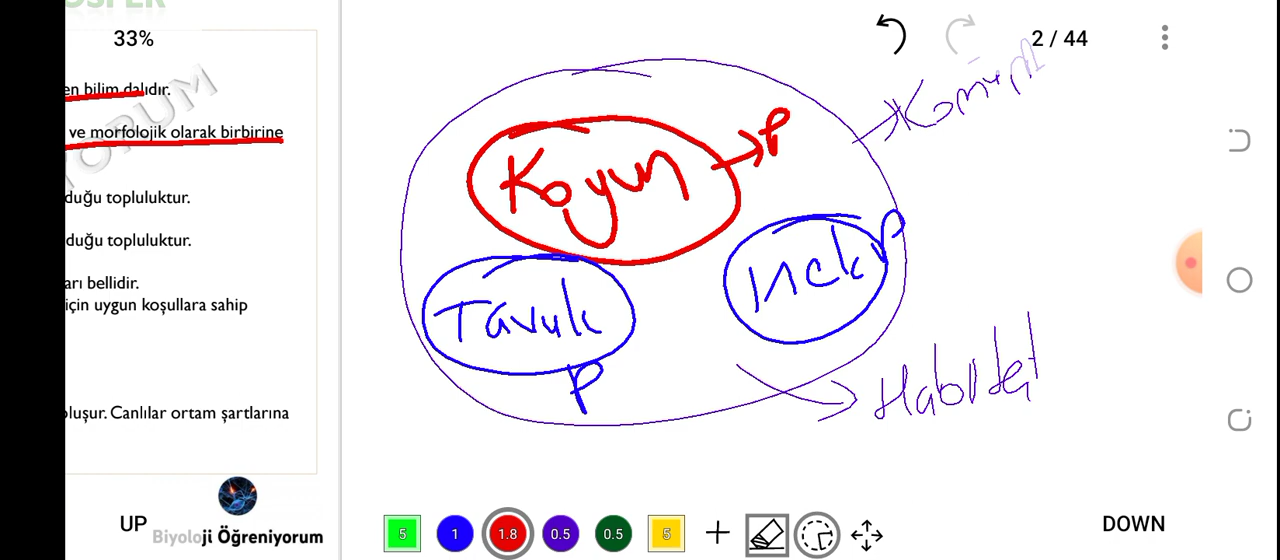 33%
en bilim dalıdır.
ve morfolojik olarak birbirine
YORUM
duğu topluluktur.
duğu topluluktur.
arı bellidir.
için uygun koşullara sahip
oluşur. Canlılar ortam şartlarına
UP
Biyoloji Öğreniyorum
2 / 44
Koyun
P
Tavuk
P
İnek
P
Habitat
5
1
1.8
0.5
0.5
5
DOWN